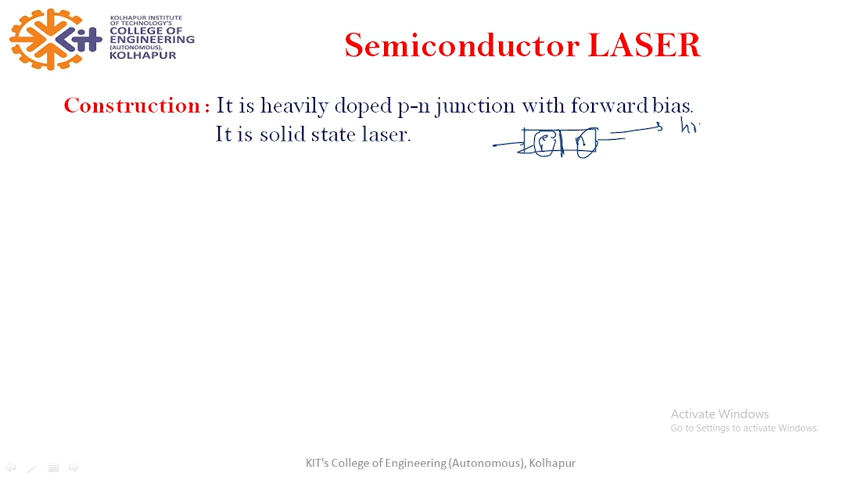 KOLHAPUR INSTITUTE
OF TECHNOLOGY'S
COLLEGE OF
ENGINEERING
(AUTONOMOUS),
KOLHAPUR
Kit
Semiconductor LASER
Construction : It is heavily doped p-n junction with forward bias.
It is solid state laser.
P n
Activate Windows
Go to Settings to activate Windows.
KIT's College of Engineering (Autonomous), Kolhapur